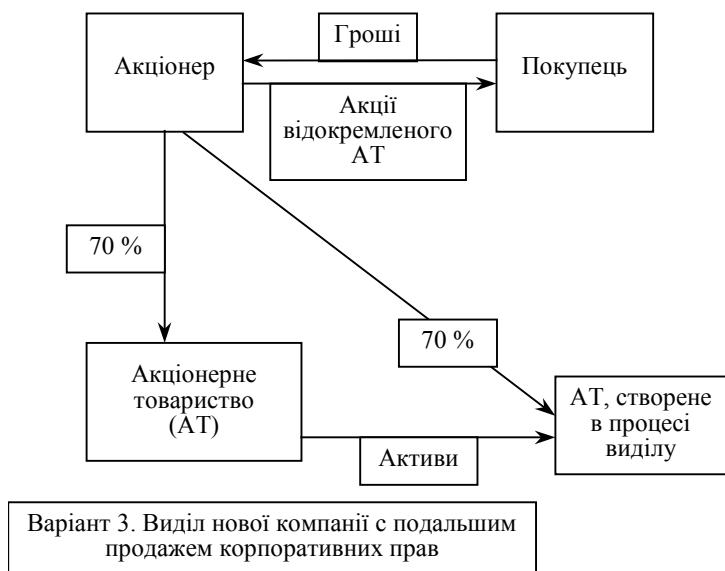 Гроші
Акціонер
Покупець
Акції
відокремленого
АТ
70 %
70 %
Акціонерне
товариство
(АТ)
АТ, створене
в процесі
виділу
Активи
Варіант 3. Виділ нової компанії с подальшим
продажем корпоративних прав